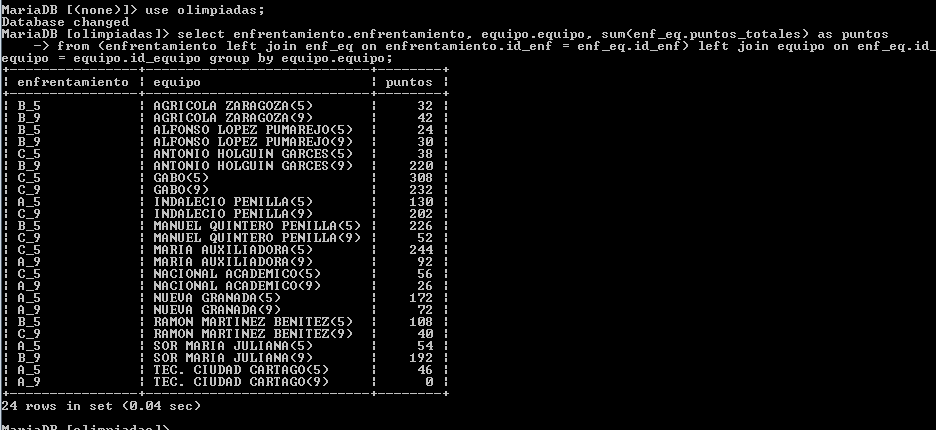 MariaDB [(none)]> use olimpiadas;
Database changed
MariaDB [olimpiadas]> select enfrentamiento.enfrentamiento, equipo.equipo, sum(enf_eq.puntos_totales) as puntos
    -> from (enfrentamiento left join enf_eq on enfrentamiento.id_enf = enf_eq.id_enf) left join equipo on enf_eq.id_
equipo = equipo.id_equipo group by equipo.equipo;
+----------------+---------------------------+--------+
| enfrentamiento | equipo                    | puntos |
+----------------+---------------------------+--------+
| B_5            | AGRICOLA ZARAGOZA(5)      |     32 |
| B_9            | AGRICOLA ZARAGOZA(9)      |     42 |
| B_5            | ALFONSO LOPEZ PUMAREJO(5) |     24 |
| B_9            | ALFONSO LOPEZ PUMAREJO(9) |     30 |
| C_5            | ANTONIO HOLGUIN GARCES(5) |     38 |
| B_9            | ANTONIO HOLGUIN GARCES(9) |    220 |
| C_5            | GABO(5)                   |    308 |
| C_9            | GABO(9)                   |    232 |
| A_5            | INDALECIO PENILLA(5)      |    130 |
| C_9            | INDALECIO PENILLA(9)      |    202 |
| B_5            | MANUEL QUINTERO PENILLA(5) |    226 |
| C_9            | MANUEL QUINTERO PENILLA(9) |     52 |
| C_5            | MARIA AUXILIADORA(5)      |    244 |
| A_9            | MARIA AUXILIADORA(9)      |     92 |
| C_5            | NACIONAL ACADEMICO(5)     |     56 |
| A_9            | NACIONAL ACADEMICO(9)     |     26 |
| A_5            | NUEVA GRANADA(5)          |    172 |
| A_9            | NUEVA GRANADA(9)          |     72 |
| B_5            | RAMON MARTINEZ BENITEZ(5) |    108 |
| C_9            | RAMON MARTINEZ BENITEZ(9) |     40 |
| A_5            | SOR MARIA JULIANA(5)      |     54 |
| B_9            | SOR MARIA JULIANA(9)      |    192 |
| A_5            | TEC. CIUDAD CARTAGO(5)    |     46 |
| A_9            | TEC. CIUDAD CARTAGO(9)    |      0 |
+----------------+---------------------------+--------+
24 rows in set (0.04 sec)
MariaDB [olimpiadas]>